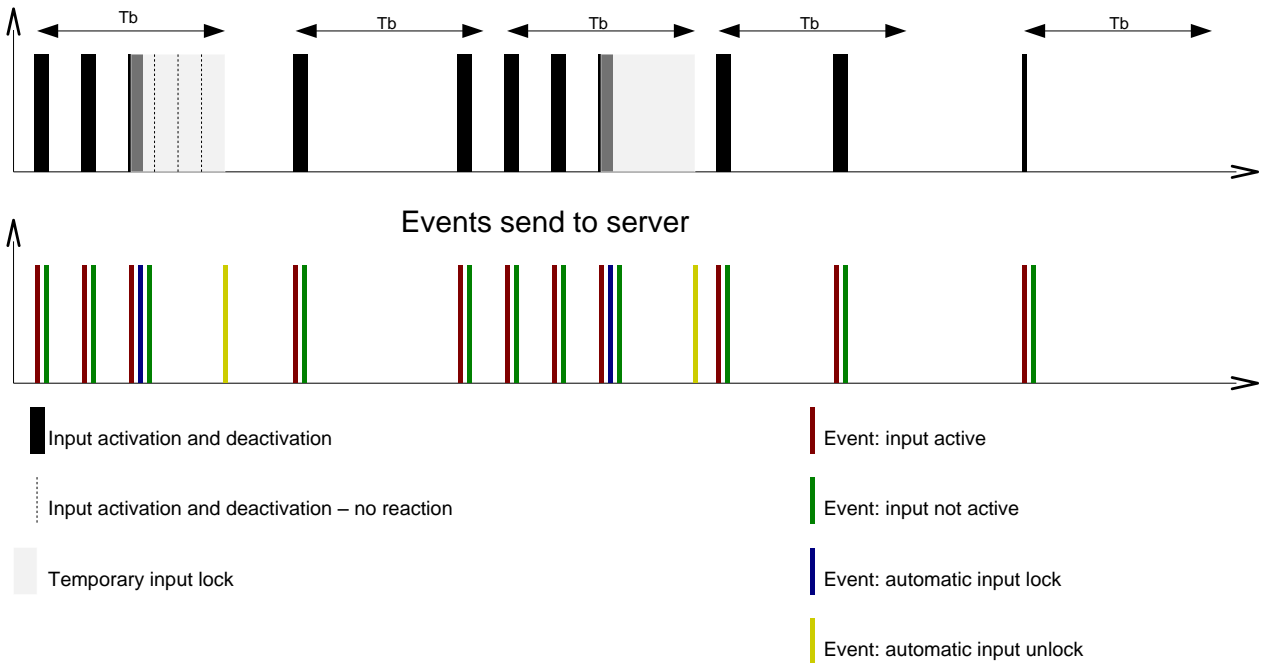 Tb
Tb
Tb
Tb
Tb
Events send to server
Input activation and deactivation
Event: input active
Input activation and deactivation – no reaction
Event: input not active
Temporary input lock
Event: automatic input lock
Event: automatic input unlock